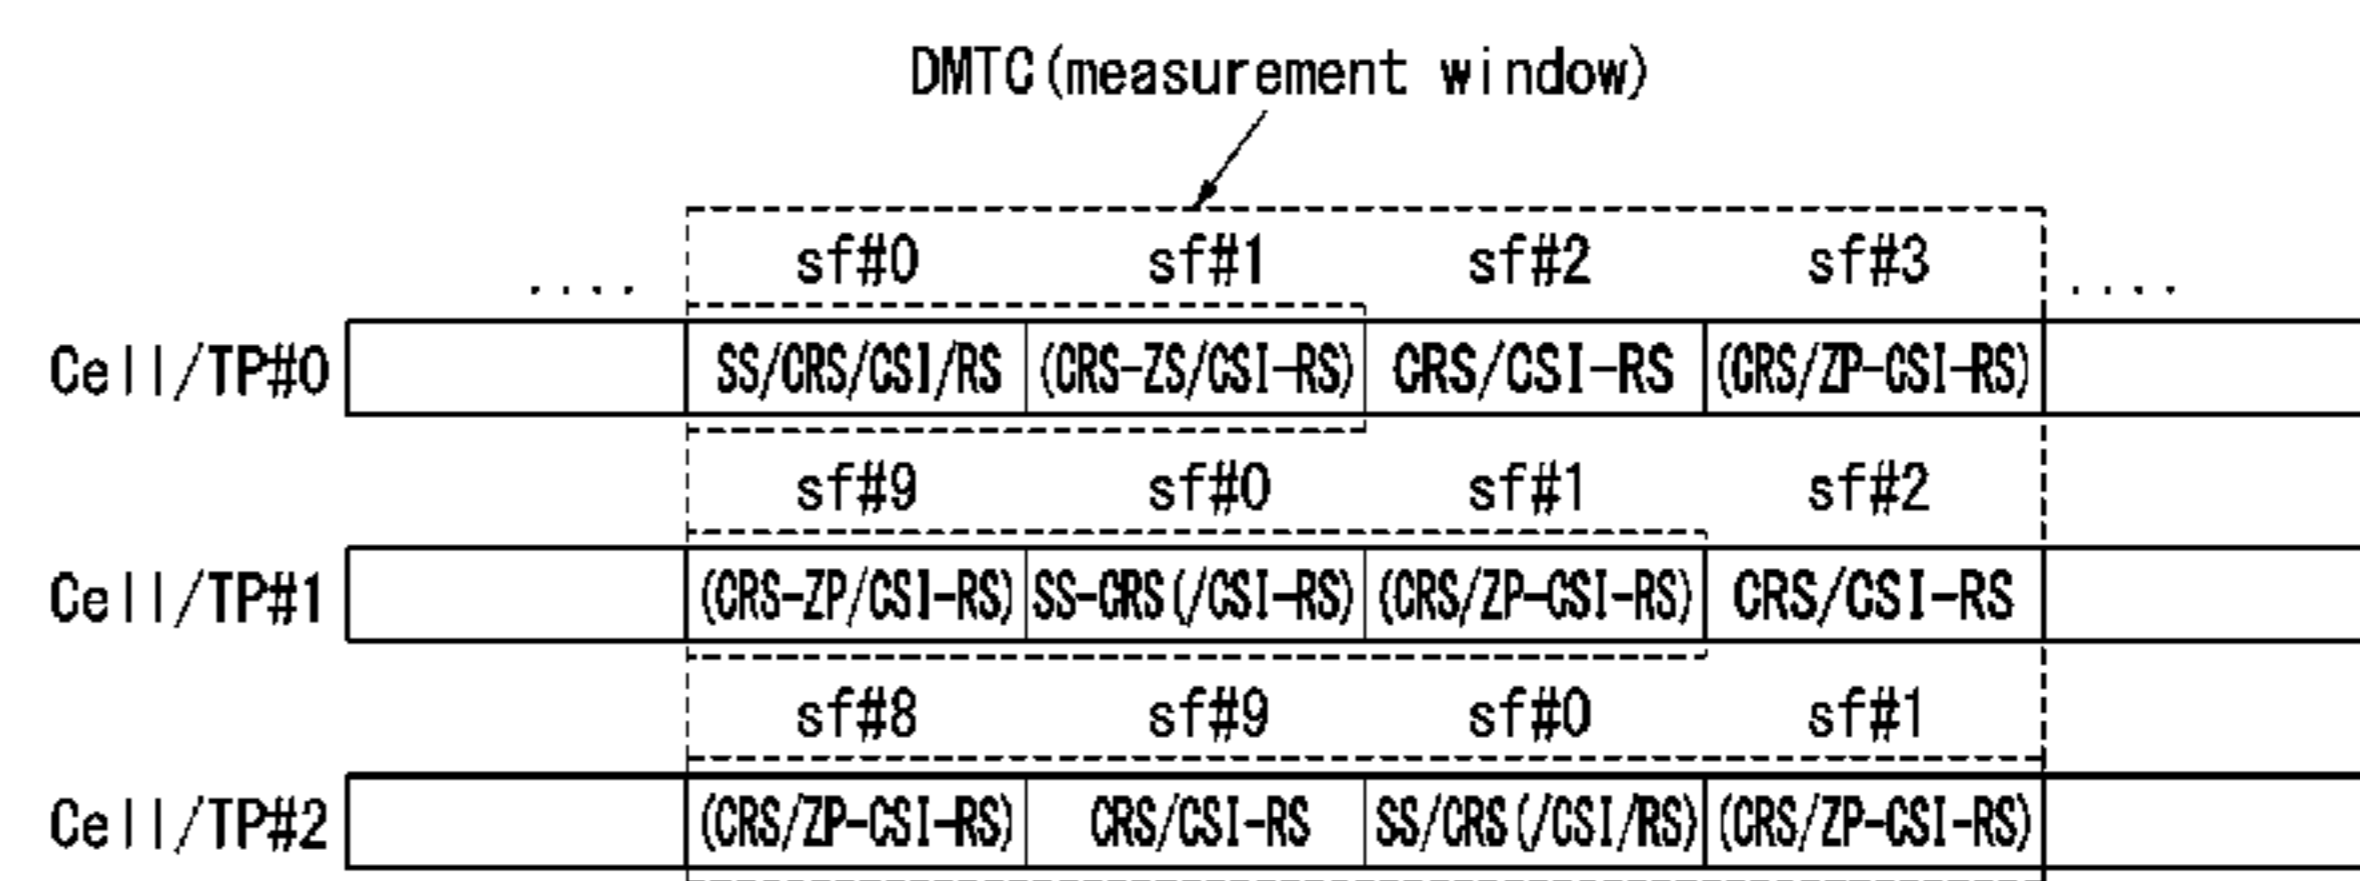 DMTC(measurement window)
sf#0 sf#1 sf#2 sf#3
.... ....
Cell/TP#0 SS/CRS/CSI/RS (CRS-ZS/CSI-RS) CRS/CSI-RS (CRS/ZP-CSI-RS)
sf#9 sf#0 sf#1 sf#2
Cell/TP#1 (CRS-ZP/CSI-RS) SS-CRS(/CSI-RS) (CRS/ZP-CSI-RS) CRS/CSI-RS
sf#8 sf#9 sf#0 sf#1
Cell/TP#2 (CRS/ZP-CSI-RS) CRS/CSI-RS SS/CRS(/CSI/RS) (CRS/ZP-CSI-RS)